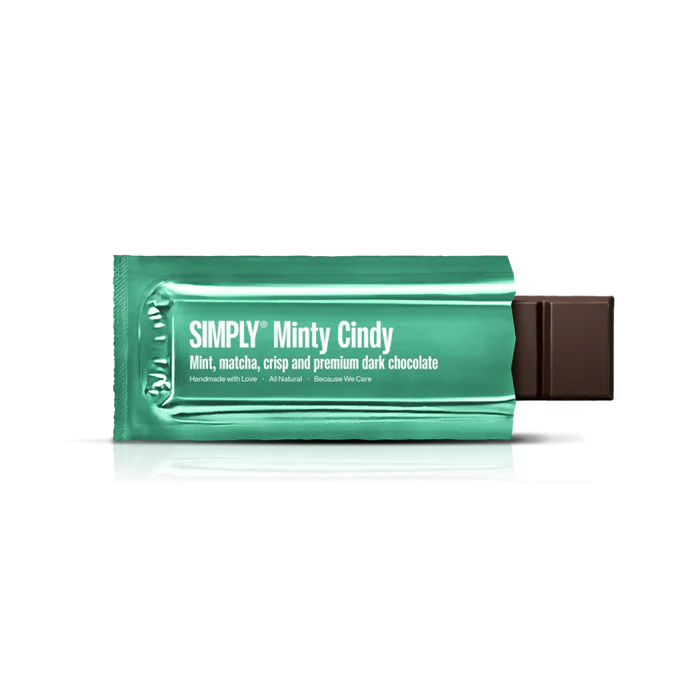 SIMPLY® Minty Cindy
Mint, matcha, crisp and premium dark chocolate
Handmade with Love · All Natural · Because We Care